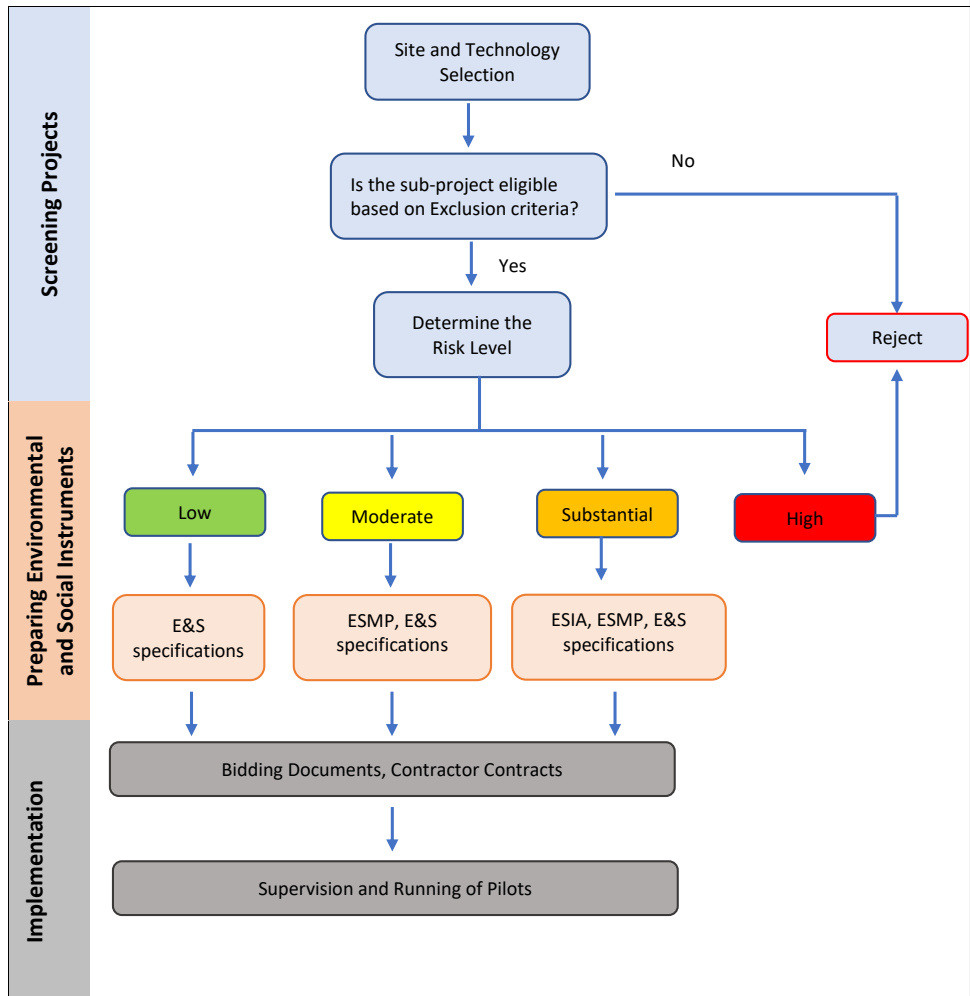 Screening Projects
Site and Technology
Selection
Is the sub-project eligible
based on Exclusion criteria?
No
Yes
Determine the
Risk Level
Reject
Preparing Environmental
and Social Instruments
Low
Moderate
Substantial
High
E&S
specifications
ESMP, E&S
specifications
ESIA, ESMP, E&S
specifications
Implementation
Bidding Documents, Contractor Contracts
Supervision and Running of Pilots